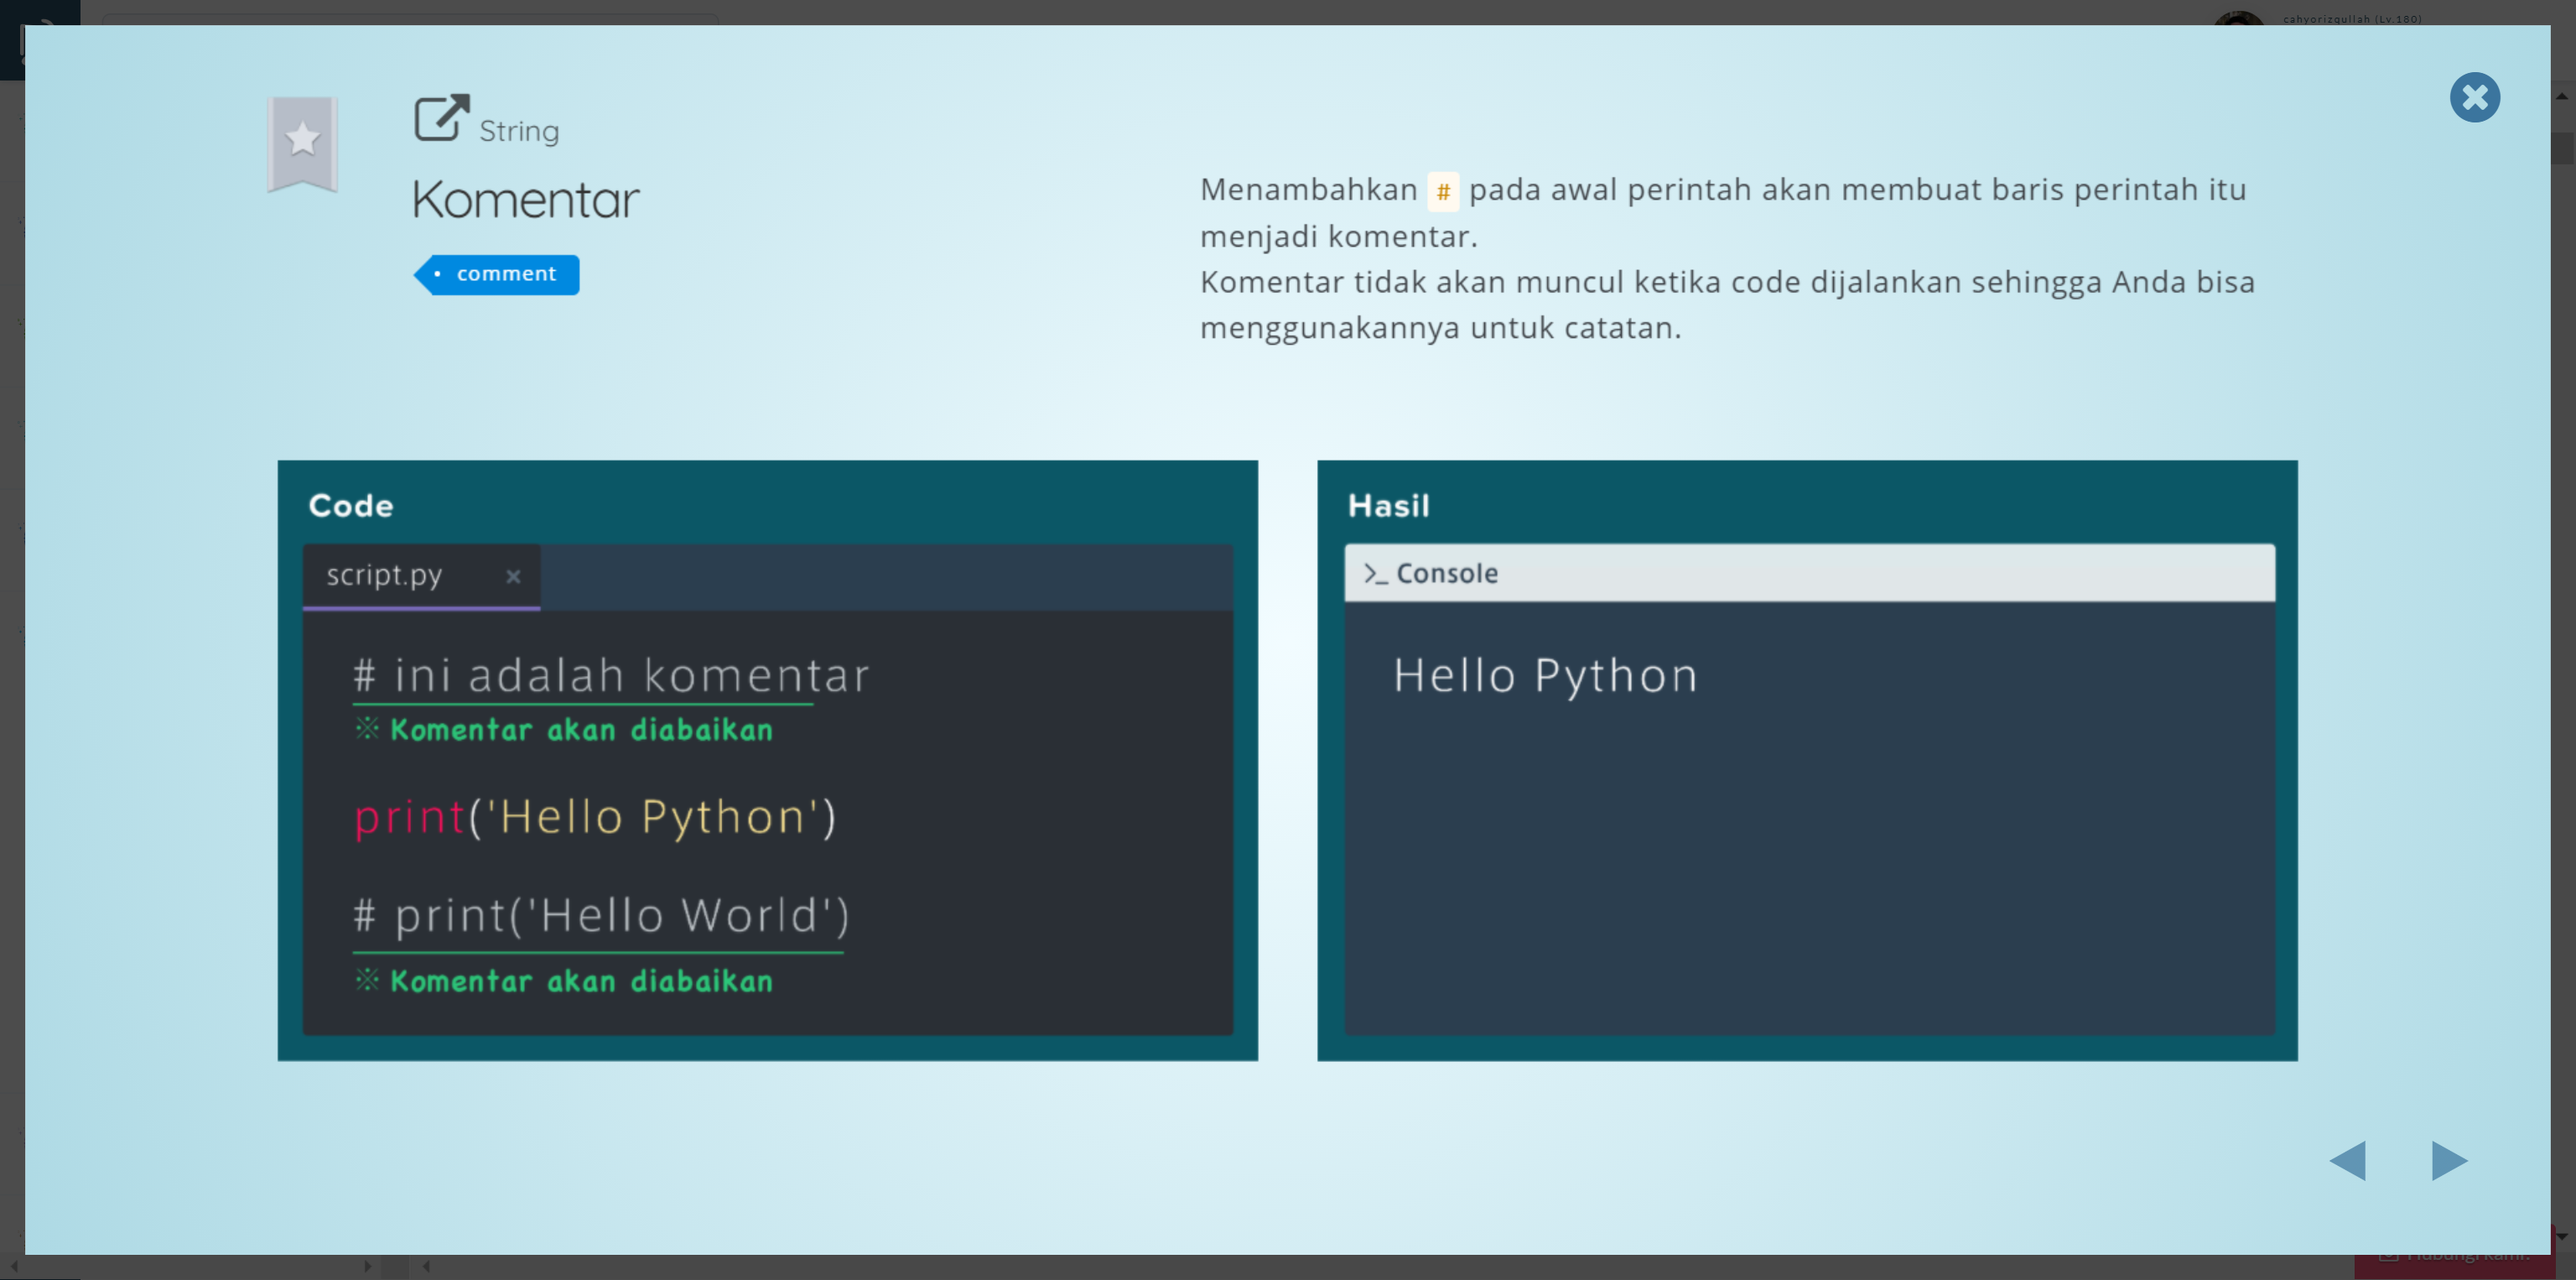 cahyorizqullah (Lv.180)
String
Komentar
comment
Menambahkan # pada awal perintah akan membuat baris perintah itu
menjadi komentar.
Komentar tidak akan muncul ketika code dijalankan sehingga Anda bisa
menggunakannya untuk catatan.
Code
script.py
# ini adalah komentar
※ Komentar akan diabaikan
print('Hello Python')
# print('Hello World')
※ Komentar akan diabaikan
Hasil
>_ Console
Hello Python
Hubungi kami!